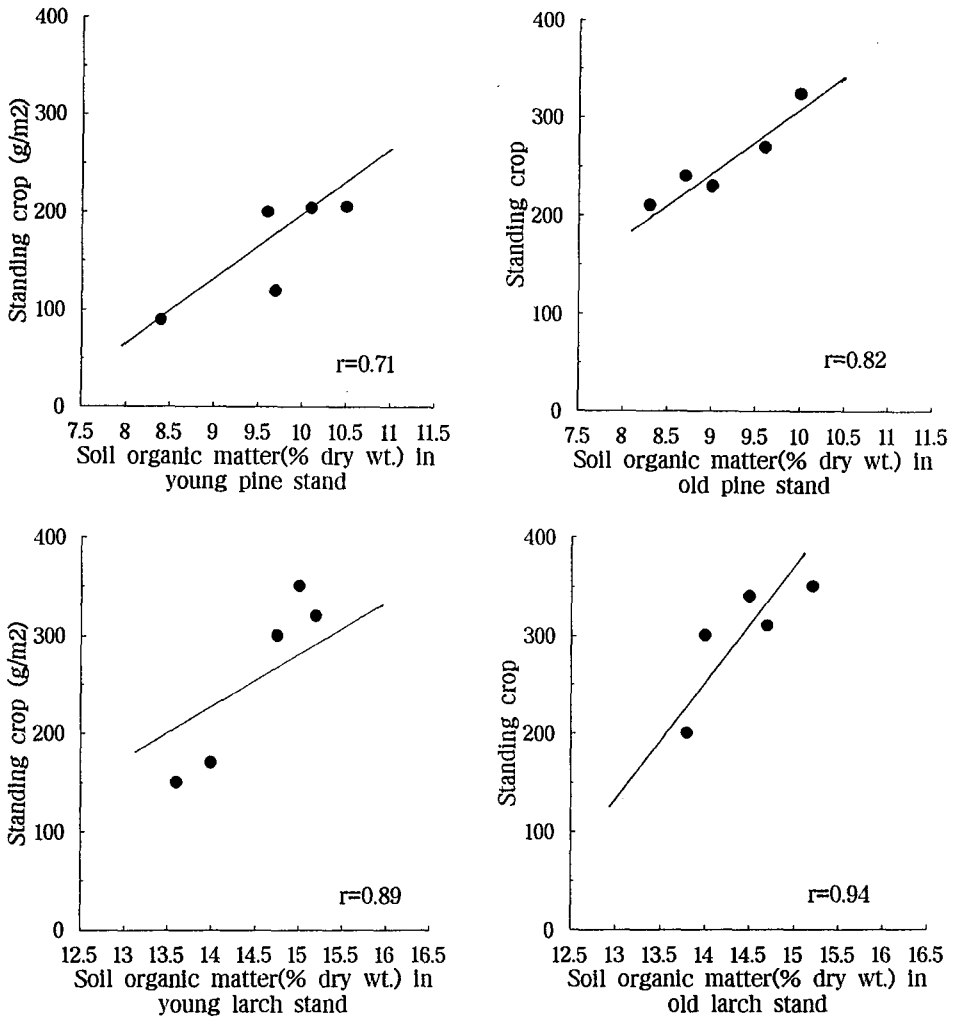 400
300
200
100
0
Standing crop (g/m2)
r=0.71
7.5 8 8.5 9 9.5 10 10.5 11 11.5
Soil organic matter(% dry wt.) in
young pine stand
400
300
200
100
0
Standing crop
r=0.82
7.5 8 8.5 9 9.5 10 10.5 11 11.5
Soil organic matter(% dry wt.) in
old pine stand
400
300
200
100
0
Standing crop (g/m2)
r=0.89
12.5 13 13.5 14 14.5 15 15.5 16 16.5
Soil organic matter(% dry wt.) in
young larch stand
400
300
200
100
0
Standing crop
r=0.94
12.5 13 13.5 14 14.5 15 15.5 16 16.5
Soil organic matter(% dry wt.) in
old larch stand